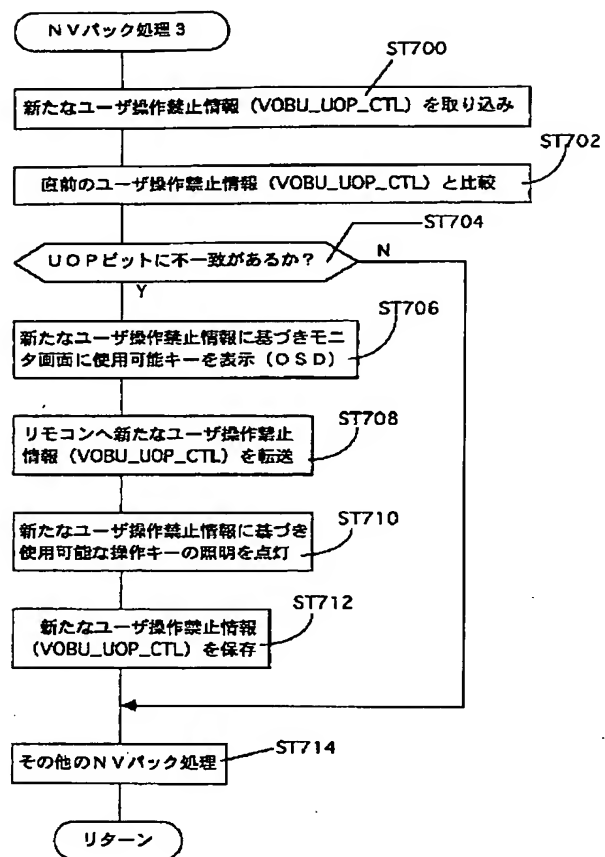 NVパック処理3
ST700
新たなユーザ操作禁止情報(VOBU_UOP_CTL)を取り込み
ST702
直前のユーザ操作禁止情報(VOBU_UOP_CTL)と比較
ST704
UOPビットに不一致があるか?
N
Y
ST706
新たなユーザ操作禁止情報に基づきモニ
タ画面に使用可能キーを表示(OSD)
ST708
リモコンへ新たなユーザ操作禁止
情報(VOBU_UOP_CTL)を転送
ST710
新たなユーザ操作禁止情報に基づき
使用可能な操作キーの照明を点灯
ST712
新たなユーザ操作禁止情報
(VOBU_UOP_CTL)を保存
ST714
その他のNVパック処理
リターン